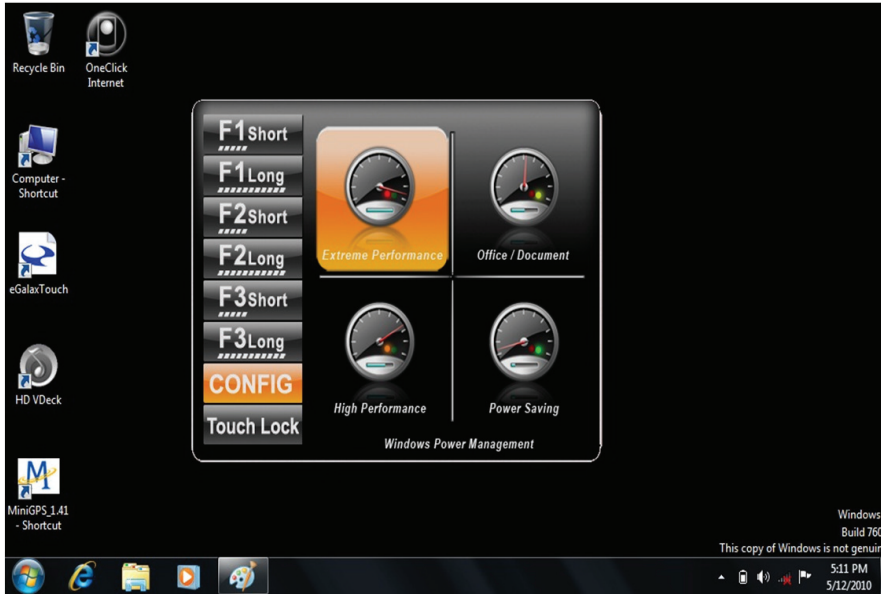 Recycle Bin
OneClick
Internet
Computer -
Shortcut
eGalaxTouch
HD VDeck
MiniGPS_1.41
- Shortcut
F1Short
F1Long
F2Short
F2Long
F3Short
F3Long
CONFIG
Touch Lock
Extreme Performance
Office / Document
High Performance
Power Saving
Windows Power Management
Windows
Build 760
This copy of Windows is not genuin
5:11 PM
5/12/2010